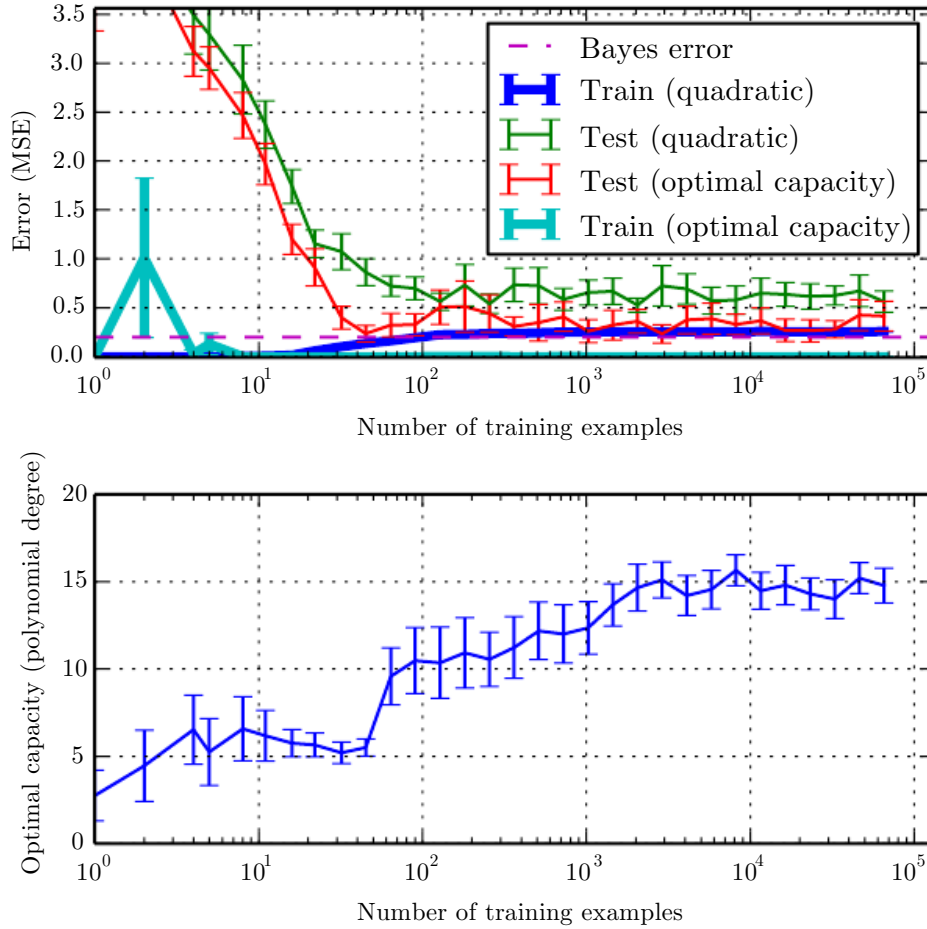 Error (MSE)
3.5
3.0
2.5
2.0
1.5
1.0
0.5
0.0
Bayes error
Train (quadratic)
Test (quadratic)
Test (optimal capacity)
Train (optimal capacity)
10^0
10^1
10^2
10^3
10^4
10^5
Number of training examples
Optimal capacity (polynomial degree)
20
15
10
5
0
10^0
10^1
10^2
10^3
10^4
10^5
Number of training examples